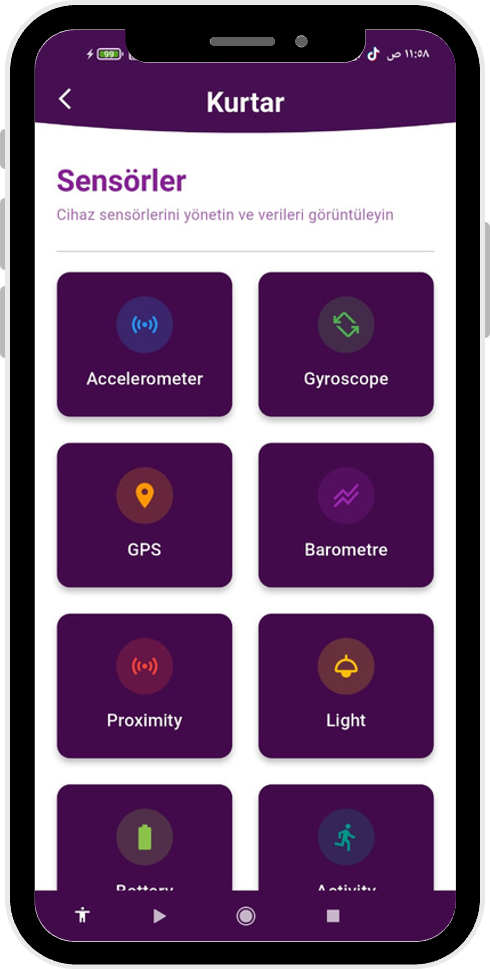 99
١١:٥٨ ص
Kurtar
Sensörler
Cihaz sensörlerini yönetin ve verileri görüntüleyin
Accelerometer
Gyroscope
GPS
Barometre
Proximity
Light
Battery
Activity